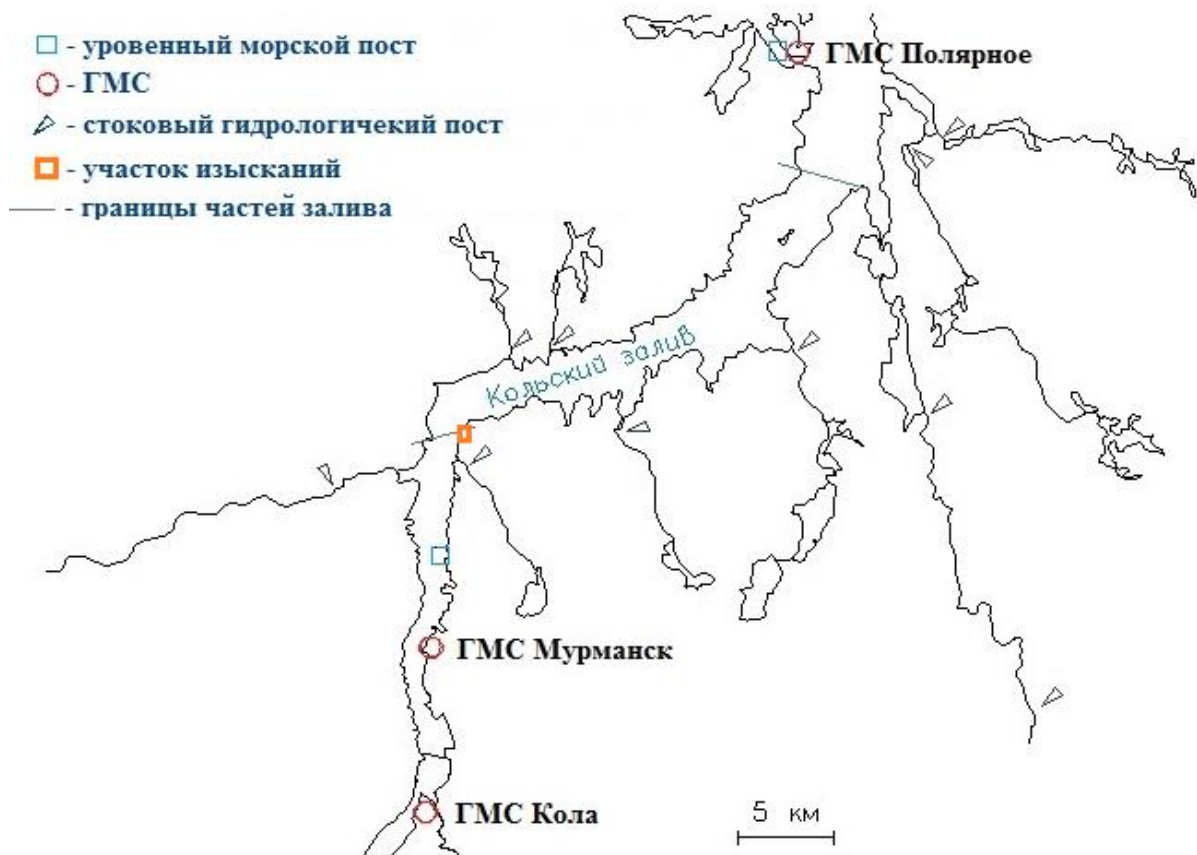 - уровенный морской пост
- ГМС
- стоковый гидрологичекий пост
- участок изысканий
- границы частей залива
ГМС Полярное
Кольский залив
ГМС Мурманск
ГМС Кола
5 км